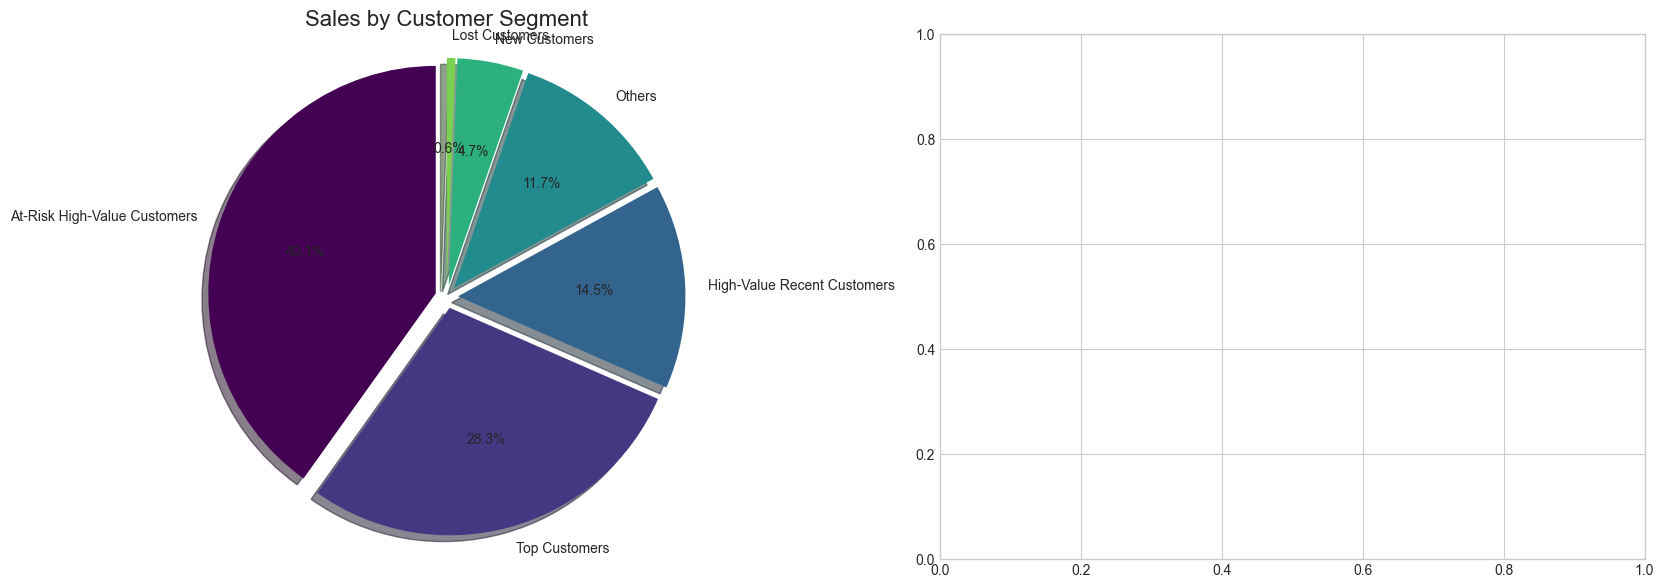 Sales by Customer Segment
Lost Customers
New Customers
Others
0.6%
4.7%
11.7%
At-Risk High-Value Customers
40.1%
High-Value Recent Customers
14.5%
28.3%
Top Customers
1.0
0.8
0.6
0.4
0.2
0.0
0.0 0.2 0.4 0.6 0.8 1.0